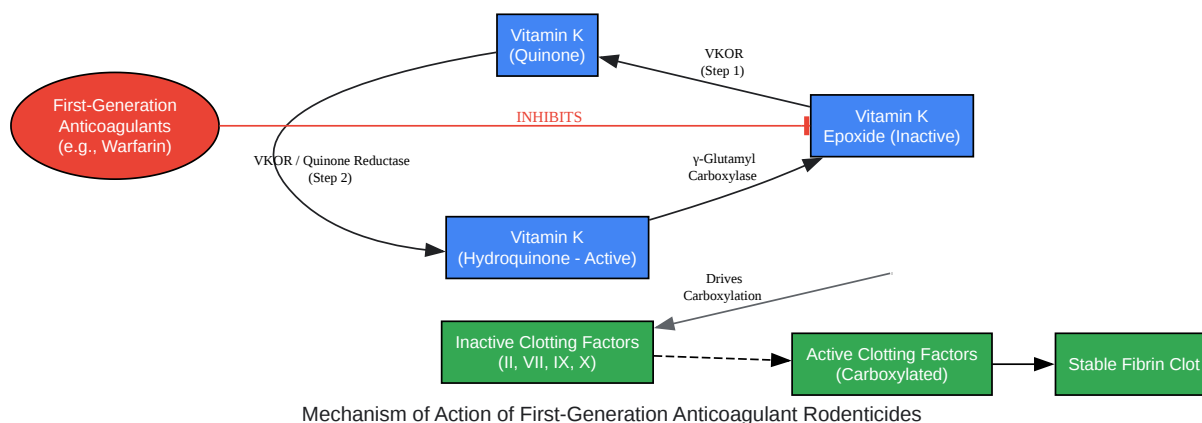 Vitamin K
(Quinone)
VKOR
(Step 1)
First-Generation
Anticoagulants
(e.g., Warfarin)
INHIBITS
Vitamin K
Epoxide (Inactive)
VKOR / Quinone Reductase
(Step 2)
γ-Glutamyl
Carboxylase
Vitamin K
(Hydroquinone - Active)
Drives
Carboxylation
Inactive Clotting Factors
(II, VII, IX, X)
Active Clotting Factors
(Carboxylated)
Stable Fibrin Clot
Mechanism of Action of First-Generation Anticoagulant Rodenticides